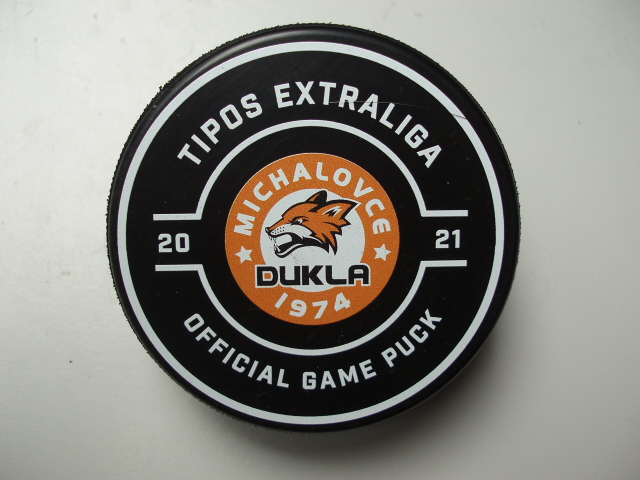 TIPOS EXTRALIGA
MICHALOVCE
20 21
DUKLA
1974
OFFICIAL GAME PUCK